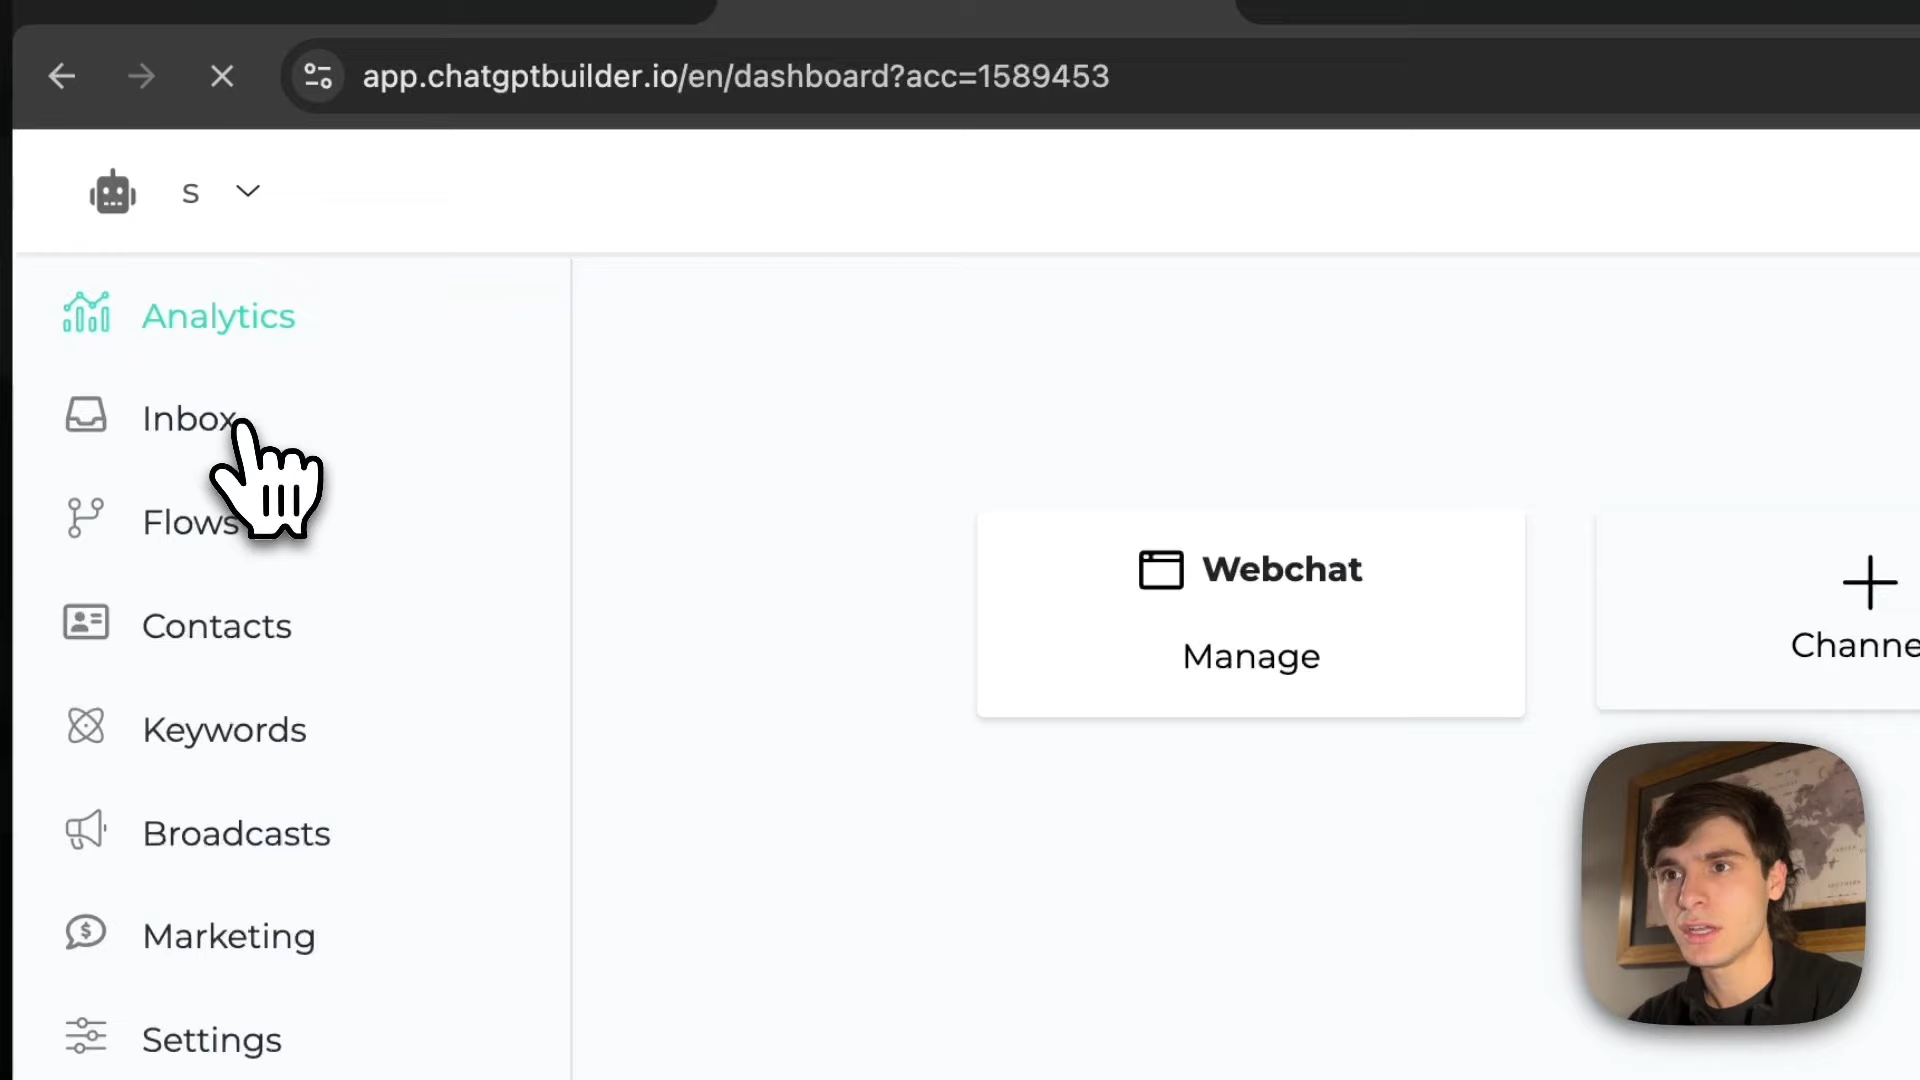 app.chatgptbuilder.io/en/dashboard?acc=1589453
S
Analytics
Inbox
Flows
Contacts
Keywords
Broadcasts
Marketing
Settings
Webchat
Manage
Channe